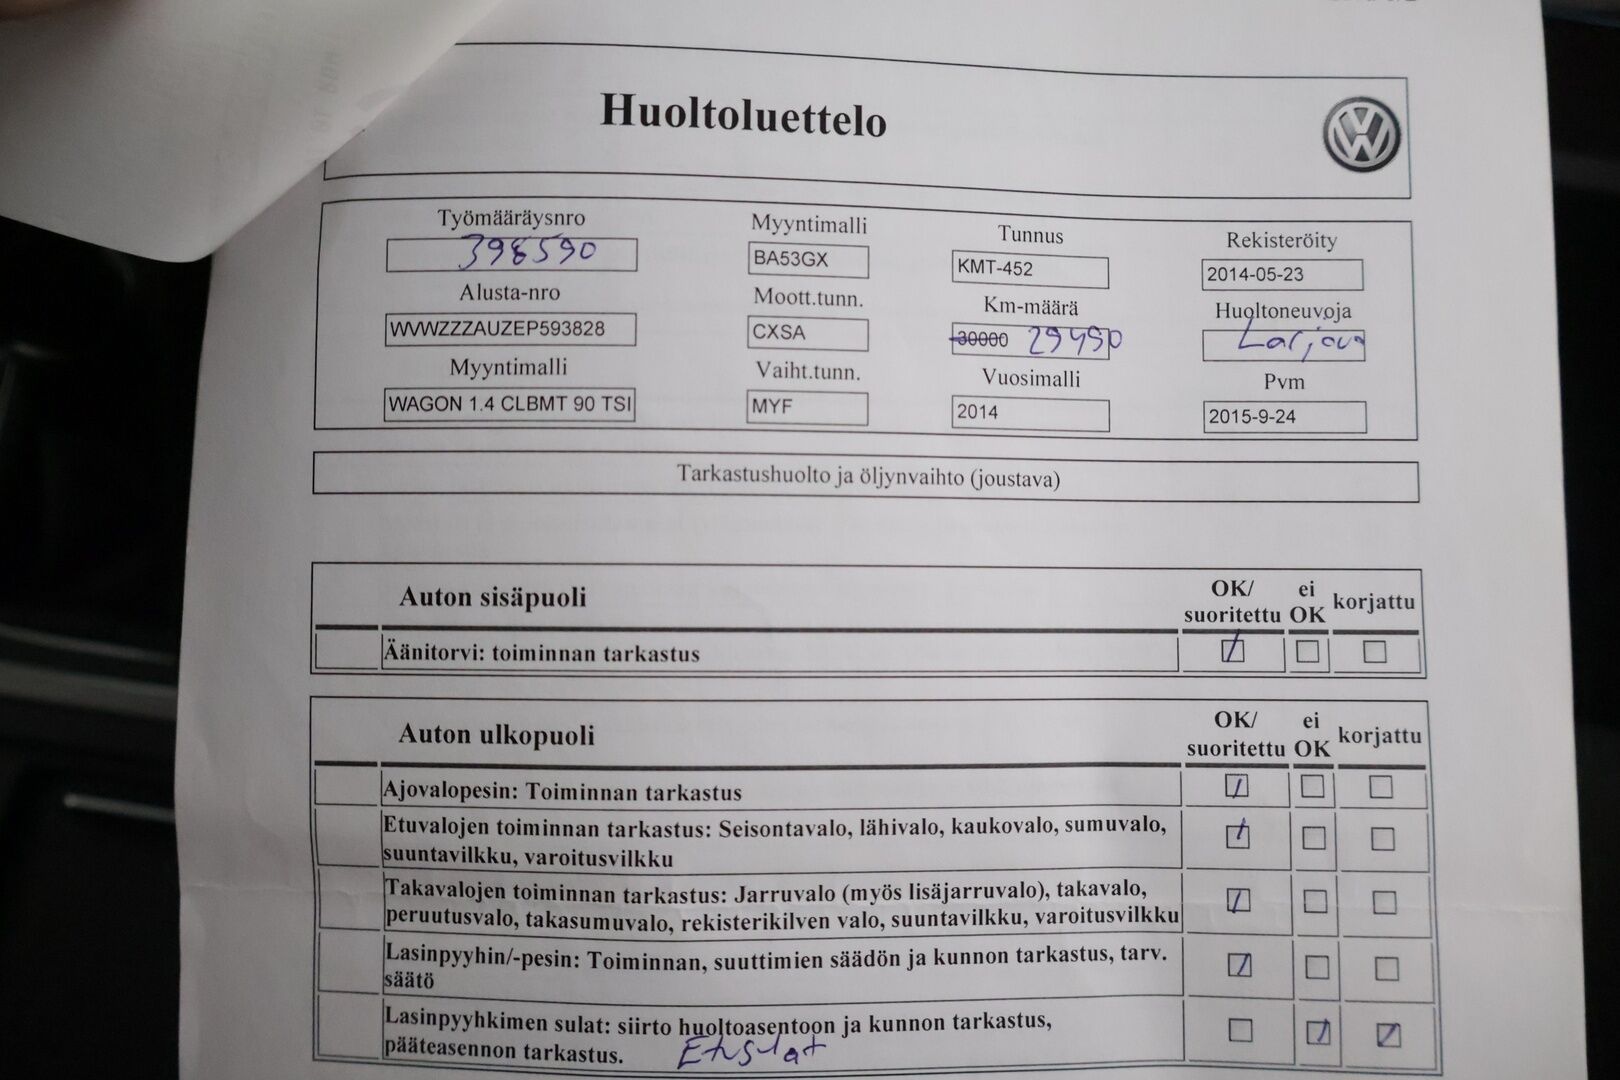 Huoltoluettelo
Työmääräysnro Myyntimalli Tunnus Rekisteröity
398590 BA53GX KMT-452 2014-05-23
Alusta-nro Moott.tunn. Km-määrä Huoltoneuvoja
WVWZZZAUZEP593828 CXSA 30000 29490
Myyntimalli Vaiht.tunn. Vuosimalli Pvm
WAGON 1.4 CLBMT 90 TSI MYF 2014 2015-9-24
Tarkastushuolto ja öljynvaihto (joustava)
Auton sisäpuoli OK/ suoritettu ei OK korjattu
Äänitorvi: toiminnan tarkastus
Auton ulkopuoli OK/ suoritettu ei OK korjattu
Ajovalopesin: Toiminnan tarkastus
Etuvalojen toiminnan tarkastus: Seisontavalo, lähivalo, kaukovalo, sumuvalo,
suuntavilkku, varoitusvilkku
Takavalojen toiminnan tarkastus: Jarruvalo (myös lisäjarruvalo), takavalo,
peruutusvalo, takasumuvalo, rekisterikilven valo, suuntavilkku, varoitusvilkku
Lasinpyyhin/-pesin: Toiminnan, suuttimien säädön ja kunnon tarkastus, tarv.
säätö
Lasinpyyhkimen sulat: siirto huoltoasentoon ja kunnon tarkastus,
pääteasennon tarkastus. Etusulat